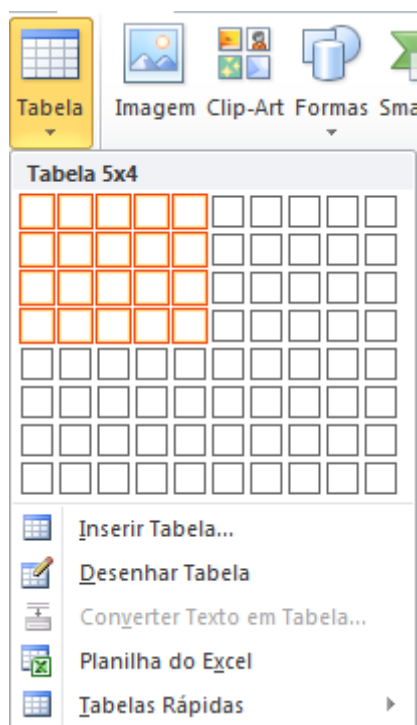 Tabela Imagem Clip-Art Formas Sma
Tabela 5x4
Inserir Tabela...
Desenhar Tabela
Converter Texto em Tabela...
Planilha do Excel
Tabelas Rápidas